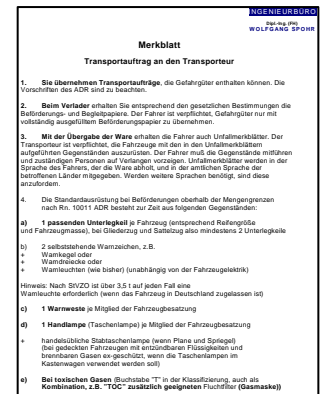 INGENIEURBÜRO
Dipl.-Ing. (FH)
WOLFGANG SPOHR
Merkblatt
Transportauftrag an den Transporteur
1. Sie übernehmen Transportaufträge, die Gefahrgüter enthalten können. Die
Vorschriften des ADR sind zu beachten.
2. Beim Verlader erhalten Sie entsprechend den gesetzlichen Bestimmungen die
Beförderungs- und Begleitpapiere. Der Fahrer ist verpflichtet, Gefahrgüter nur mit
vollständig ausgefülltem Beförderungspapier zu übernehmen.
3. Mit der Übergabe der Ware erhalten die Fahrer auch Unfallmerkblätter. Der
Transporteur ist verpflichtet, die Fahrzeuge mit den in den Unfallmerkblättern
aufgeführten Gegenständen auszurüsten. Der Fahrer muß die Gegenstände mitführen
und zuständigen Personen auf Verlangen vorzeigen. Unfallmerkblätter werden in der
Sprache des Fahrers, der die Ware abholt, und in der amtlichen Sprache der
betroffenen Länder mitgegeben. Werden weitere Sprachen benötigt, sind diese
anzufordern.
4. Die Standardausrüstung bei Beförderungen oberhalb der Mengengrenzen
nach Rn. 10011 ADR besteht zur Zeit aus folgenden Gegenständen:
a) 1 passenden Unterlegkeil je Fahrzeug (entsprechend Reifengröße
und Fahrzeugmasse), bei Gliederzug und Sattelzug also mindestens 2 Unterlegkeile
b) 2 selbststehende Warnzeichen, z.B.
+ Warnkegel oder
+ Warndreiecke oder
+ Warnleuchten (wie bisher) (unabhängig von der Fahrzeugelektrik)
Hinweis: Nach StVZO ist über 3,5 t auf jeden Fall eine
Warnleuchte erforderlich (wenn das Fahrzeug in Deutschland zugelassen ist)
c) 1 Warnweste je Mitglied der Fahrzeugbesatzung
d) 1 Handlampe (Taschenlampe) je Mitglied der Fahrzeugbesatzung
+ handelsübliche Stabtaschenlampe (wenn Plane und Spriegel)
(bei gedeckten Fahrzeugen mit entzündbaren Flüssigkeiten und
brennbaren Gasen ex-geschützt, wenn die Taschenlampen im
Kastenwagen verwendet werden soll)
e) Bei toxischen Gasen (Buchstabe "T" in der Klassifizierung, auch als
Kombination, z.B. "TOC" zusätzlich geeigneten Fluchtfilter (Gasmaske))